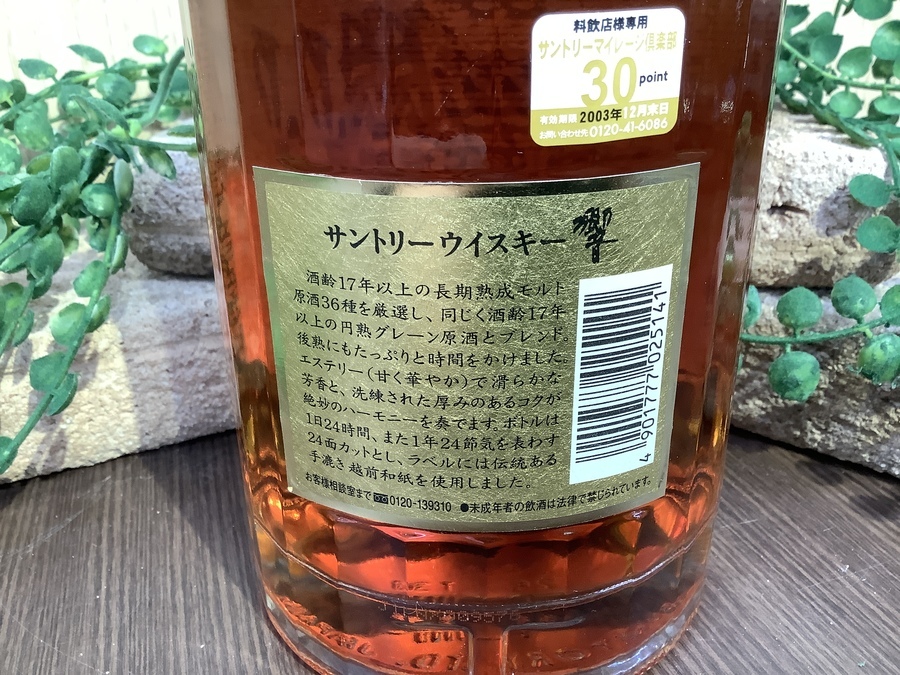 料飲店様専用
サントリーマイレージ倶楽部
30point
有効期限 2003年12月末日
お問い合わせ先0120-41-6086
サントリーウイスキー響
酒齢17年以上の長期熟成モルト
原酒36種を厳選し、同じく酒齢17年
以上の円熟グレーン原酒とブレンド。
後熟にもたっぷりと時間をかけました。
エステリー(甘く華やか)で滑らかな
芳香と、洗練された厚みのあるコクが
絶妙のハーモニーを奏でます。ボトルは
1日24時間、また1年24節気を表わす
24面カットとし、ラベルには伝統ある
手漉き越前和紙を使用しました。
お客様相談室まで 0120-139310 ●未成年者の飲酒は法律で禁じられています。
4 901777 025141